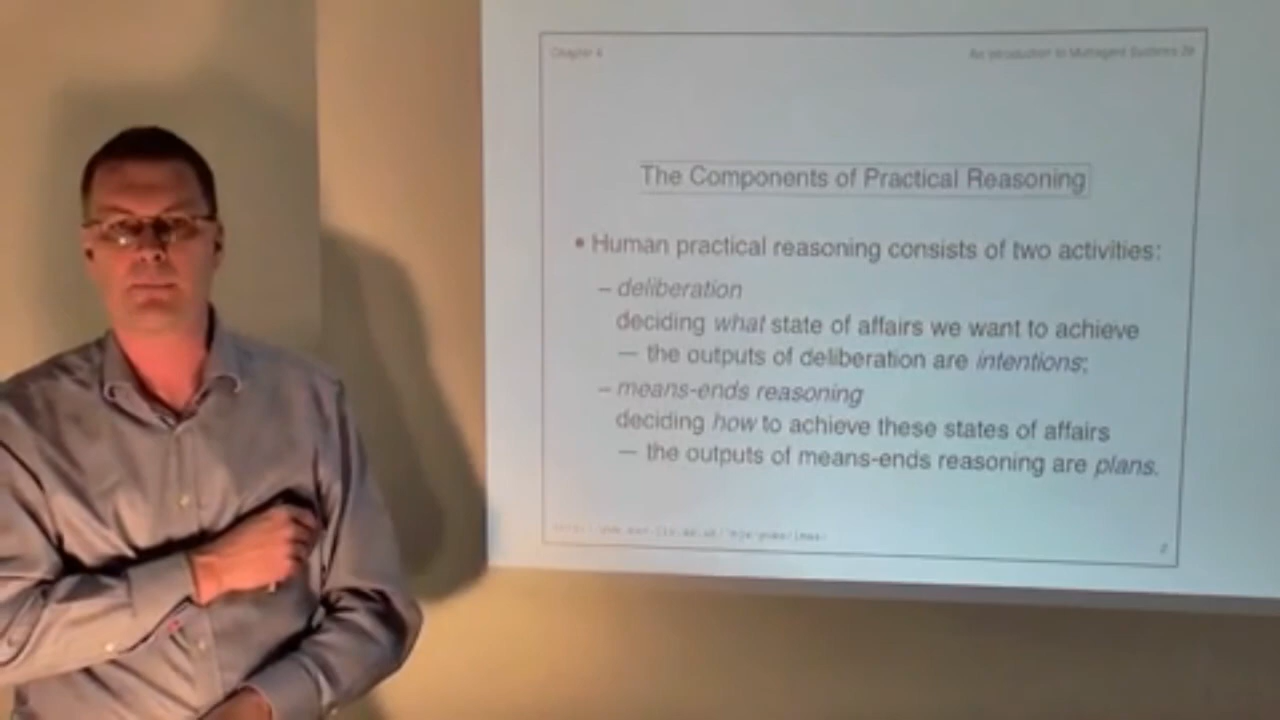 Chapter 4
An Introduction to Multiagent Systems 2e
The Components of Practical Reasoning
• Human practical reasoning consists of two activities:
– deliberation
deciding what state of affairs we want to achieve
— the outputs of deliberation are intentions;
– means-ends reasoning
deciding how to achieve these states of affairs
— the outputs of means-ends reasoning are plans.
2